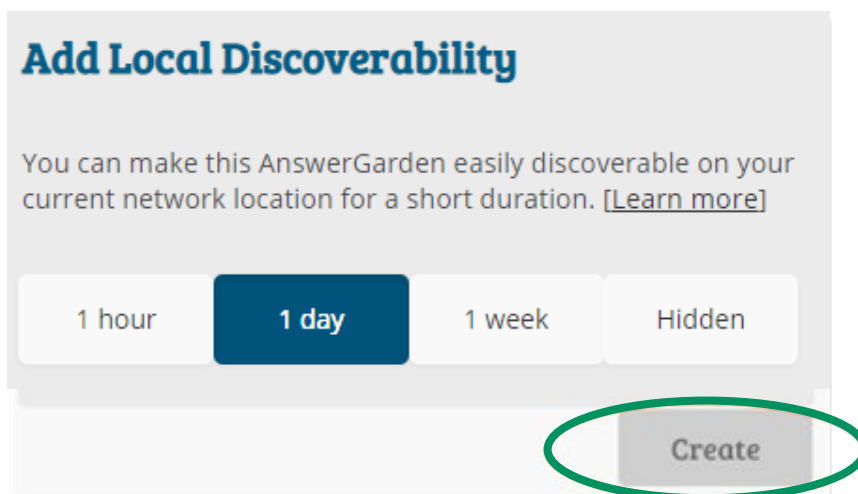 Add Local Discoverability
You can make this AnswerGarden easily discoverable on your
current network location for a short duration. [Learn more]
1 hour 1 day 1 week Hidden
Create